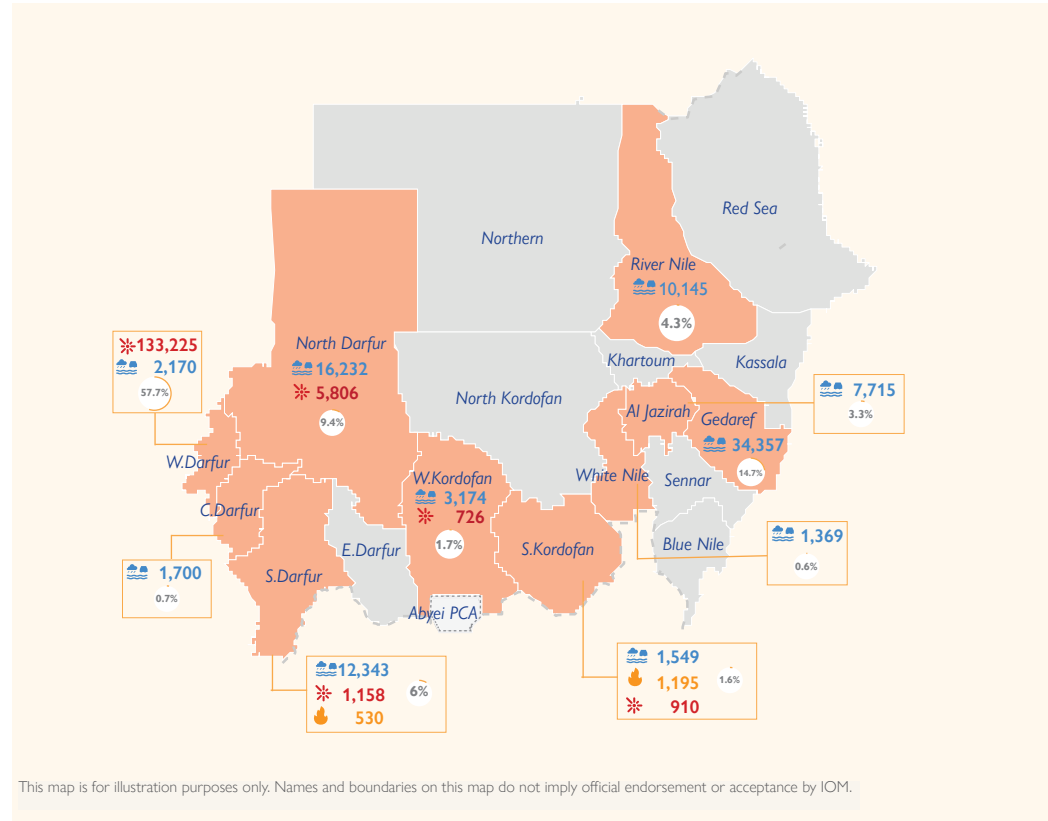 Red Sea
Northern
River Nile
10,145
4.3%
North Darfur
16,232
5,806
9.4%
133,225
2,170
57.7%
Khartoum
Kassala
North Kordofan
Al Jazirah
7,715
3.3%
Gedaref
34,357
14.7%
W.Darfur
W.Kordofan
3,174
726
1.7%
White Nile
Sennar
C.Darfur
1,700
0.7%
E.Darfur
S.Kordofan
Blue Nile
1,369
0.6%
S.Darfur
Abyei PCA
12,343
1,158
530
6%
1,549
1,195
910
1.6%
This map is for illustration purposes only. Names and boundaries on this map do not imply official endorsement or acceptance by IOM.